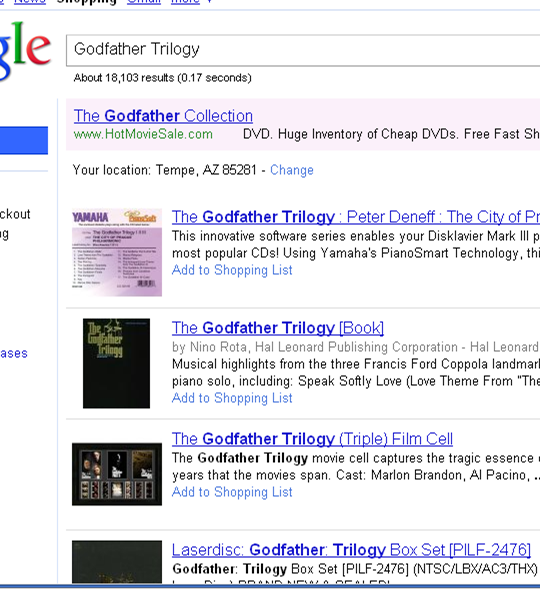 News Shopping Gmail more
gle
Godfather Trilogy
About 18,103 results (0.17 seconds)
The Godfather Collection
www.HotMovieSale.com DVD. Huge Inventory of Cheap DVDs. Free Fast Sh
Your location: Tempe, AZ 85281 - Change
ckout
ng
ases
YAMAHA
The Godfather Trilogy : Peter Deneff : The City of Pr
This innovative software series enables your Disklavier Mark III p
most popular CDs! Using Yamaha's PianoSmart Technology, thi
Add to Shopping List
The Godfather Trilogy
The Godfather Trilogy [Book]
by Nino Rota, Hal Leonard Publishing Corporation - Hal Leonard
Musical highlights from the three Francis Ford Coppola landmark
piano solo, including: Speak Softly Love (Love Theme From "The
Add to Shopping List
The Godfather Trilogy (Triple) Film Cell
The Godfather Trilogy movie cell captures the tragic essence
years that the movies span. Cast: Marlon Brandon, Al Pacino, ...
Add to Shopping List
Laserdisc: Godfather: Trilogy Box Set [PILF-2476]
Godfather: Trilogy Box Set [PILF-2476] (NTSC/LBX/AC3/THX)